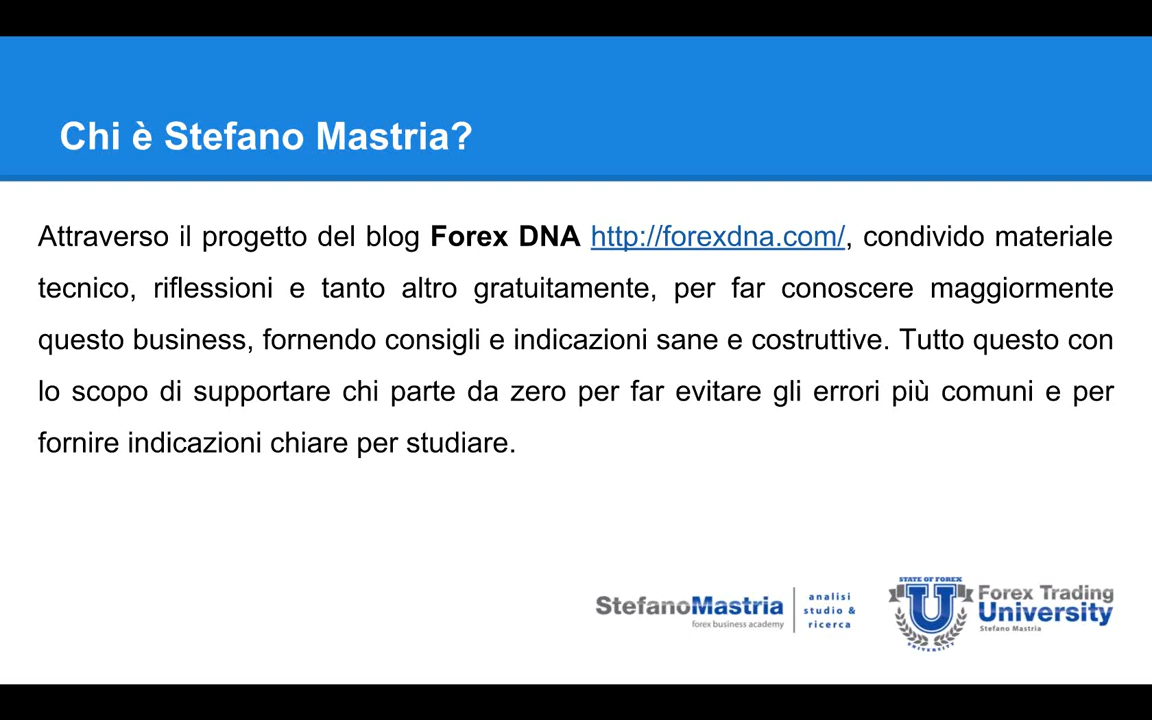 Chi è Stefano Mastria?
Attraverso il progetto del blog Forex DNA http://forexdna.com/, condivido materiale
tecnico, riflessioni e tanto altro gratuitamente, per far conoscere maggiormente
questo business, fornendo consigli e indicazioni sane e costruttive. Tutto questo con
lo scopo di supportare chi parte da zero per far evitare gli errori più comuni e per
fornire indicazioni chiare per studiare.
StefanoMastria
forex business academy
analisi
studio &
ricerca
STATE OF FOREX
U
UNIVERSITY
Forex Trading
University
Stefano Mastria